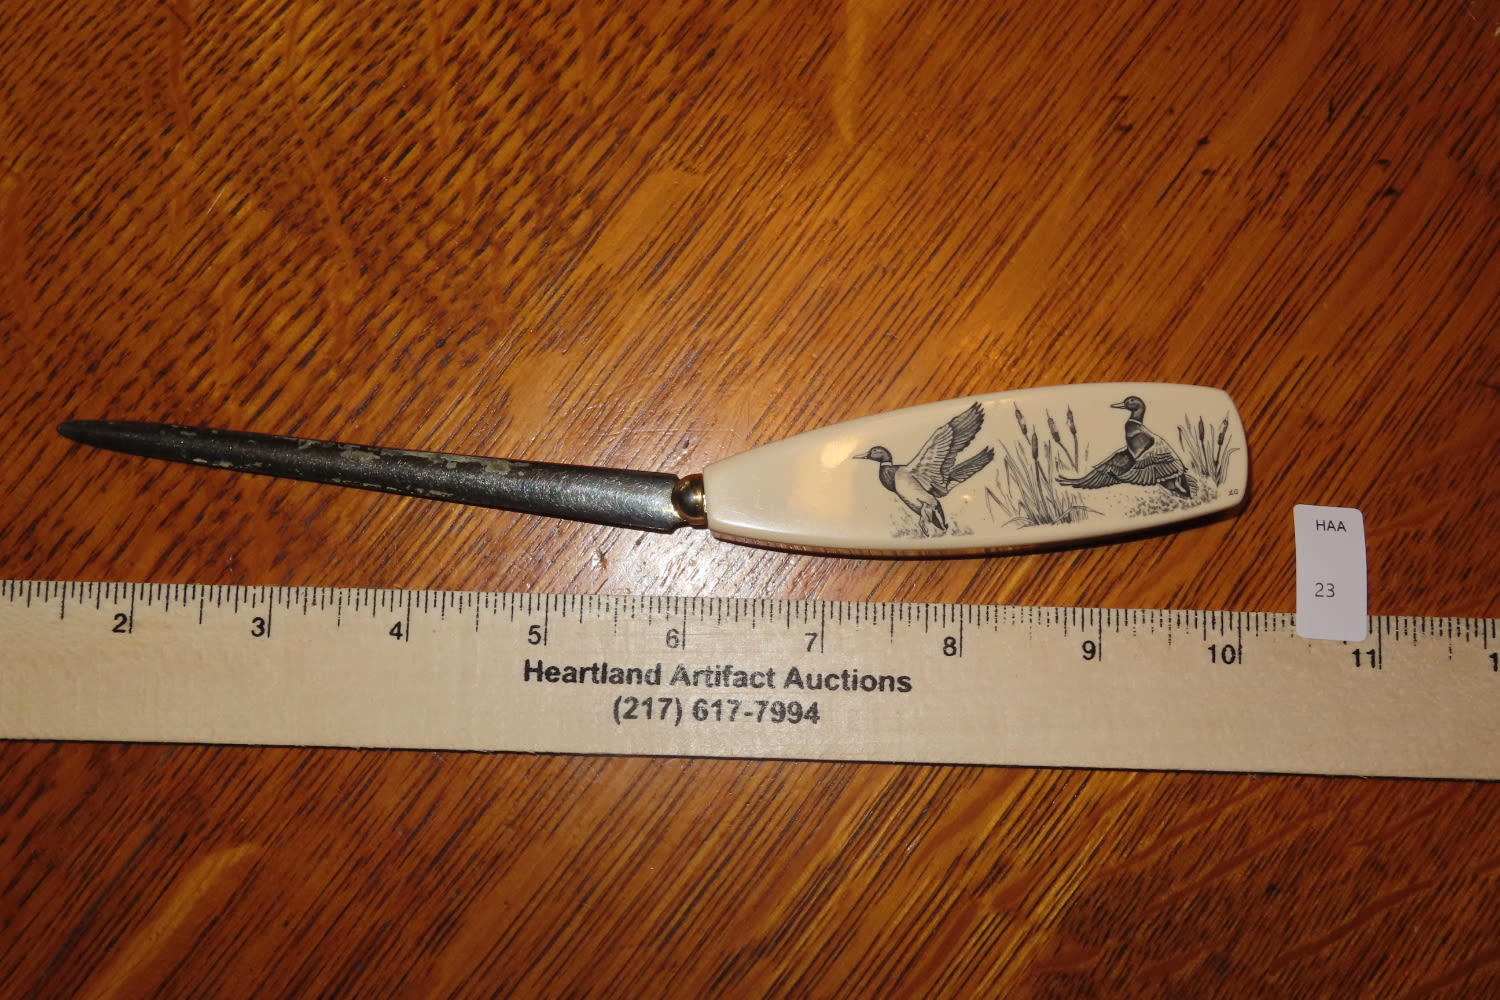 HAA
23
2 3 4 5 6 7 8 9 10 11
Heartland Artifact Auctions
(217) 617-7994